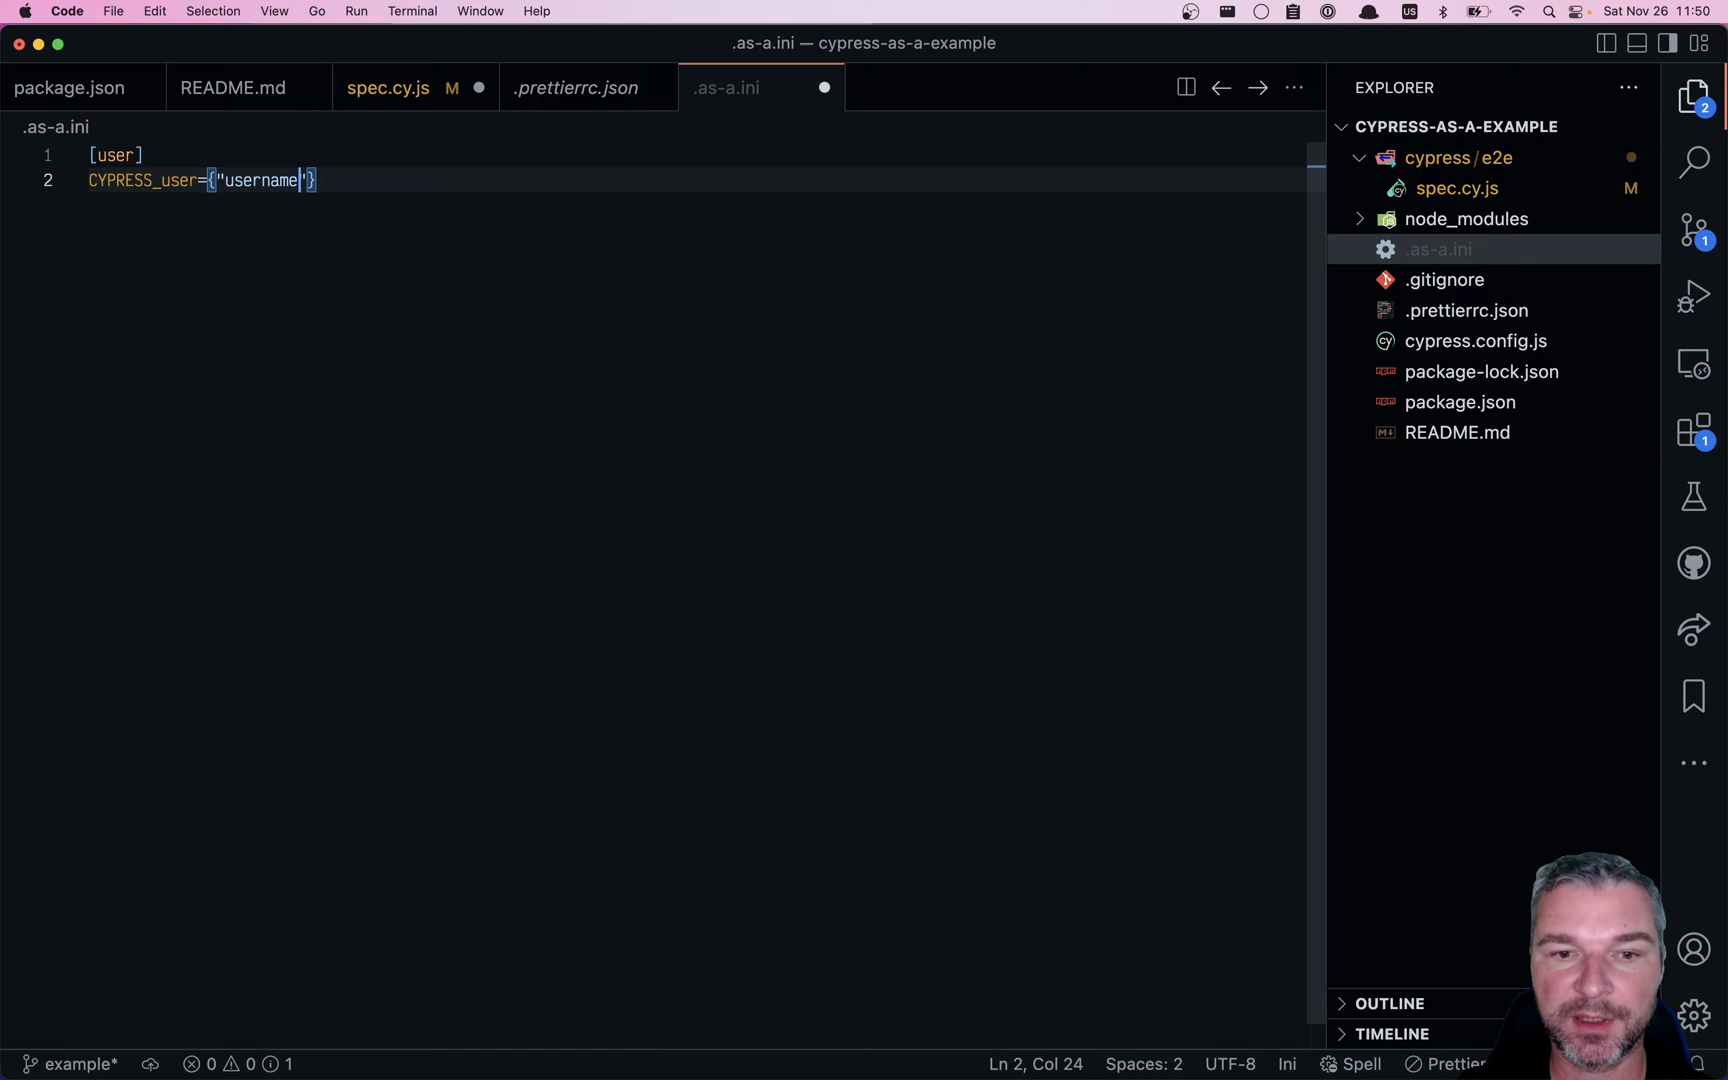 Code File Edit Selection View Go Run Terminal Window Help US Sat Nov 26 11:50
.as-a.ini — cypress-as-a-example
package.json README.md spec.cy.js M .prettierrc.json .as-a.ini
.as-a.ini
1 [user]
2 CYPRESS_user={"username"}
EXPLORER
CYPRESS-AS-A-EXAMPLE
cypress/e2e
spec.cy.js M
node_modules
.as-a.ini
.gitignore
.prettierrc.json
cypress.config.js
package-lock.json
package.json
README.md
OUTLINE
TIMELINE
2
1
1
example* 0 0 1 Ln 2, Col 24 Spaces: 2 UTF-8 Ini Spell